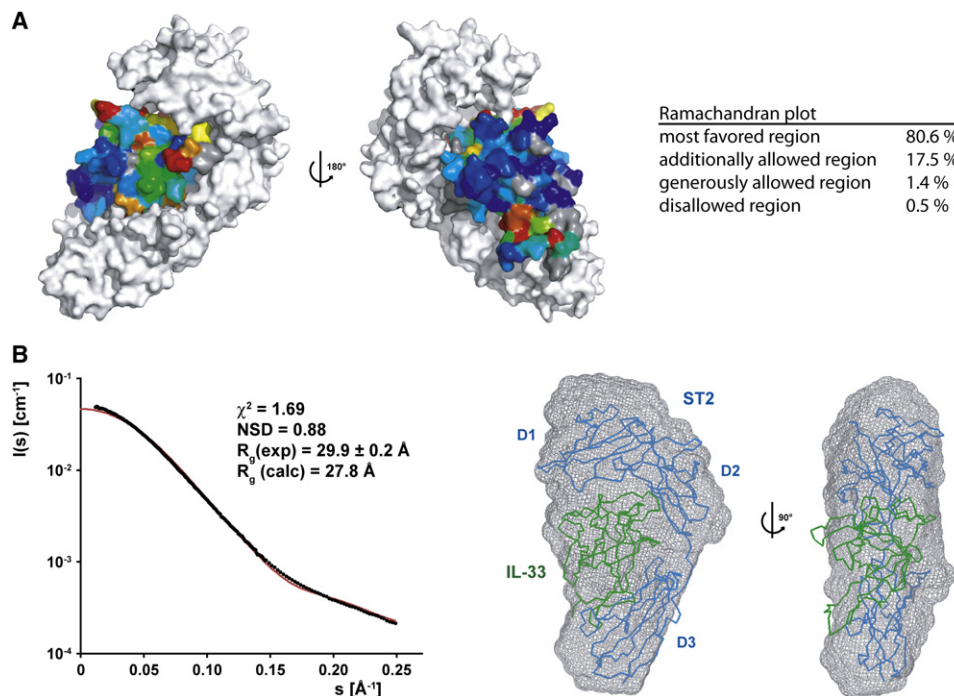 A
180°
Ramachandran plot
most favored region 80.6 %
additionally allowed region 17.5 %
generously allowed region 1.4 %
disallowed region 0.5 %
B
I(s) [cm⁻¹]
10⁻¹
10⁻²
10⁻³
10⁻⁴
0 0.05 0.10 0.15 0.20 0.25
s [Å⁻¹]
χ² = 1.69
NSD = 0.88
Rg(exp) = 29.9 ± 0.2 Å
Rg (calc) = 27.8 Å
ST2
D1
D2
IL-33
D3
90°